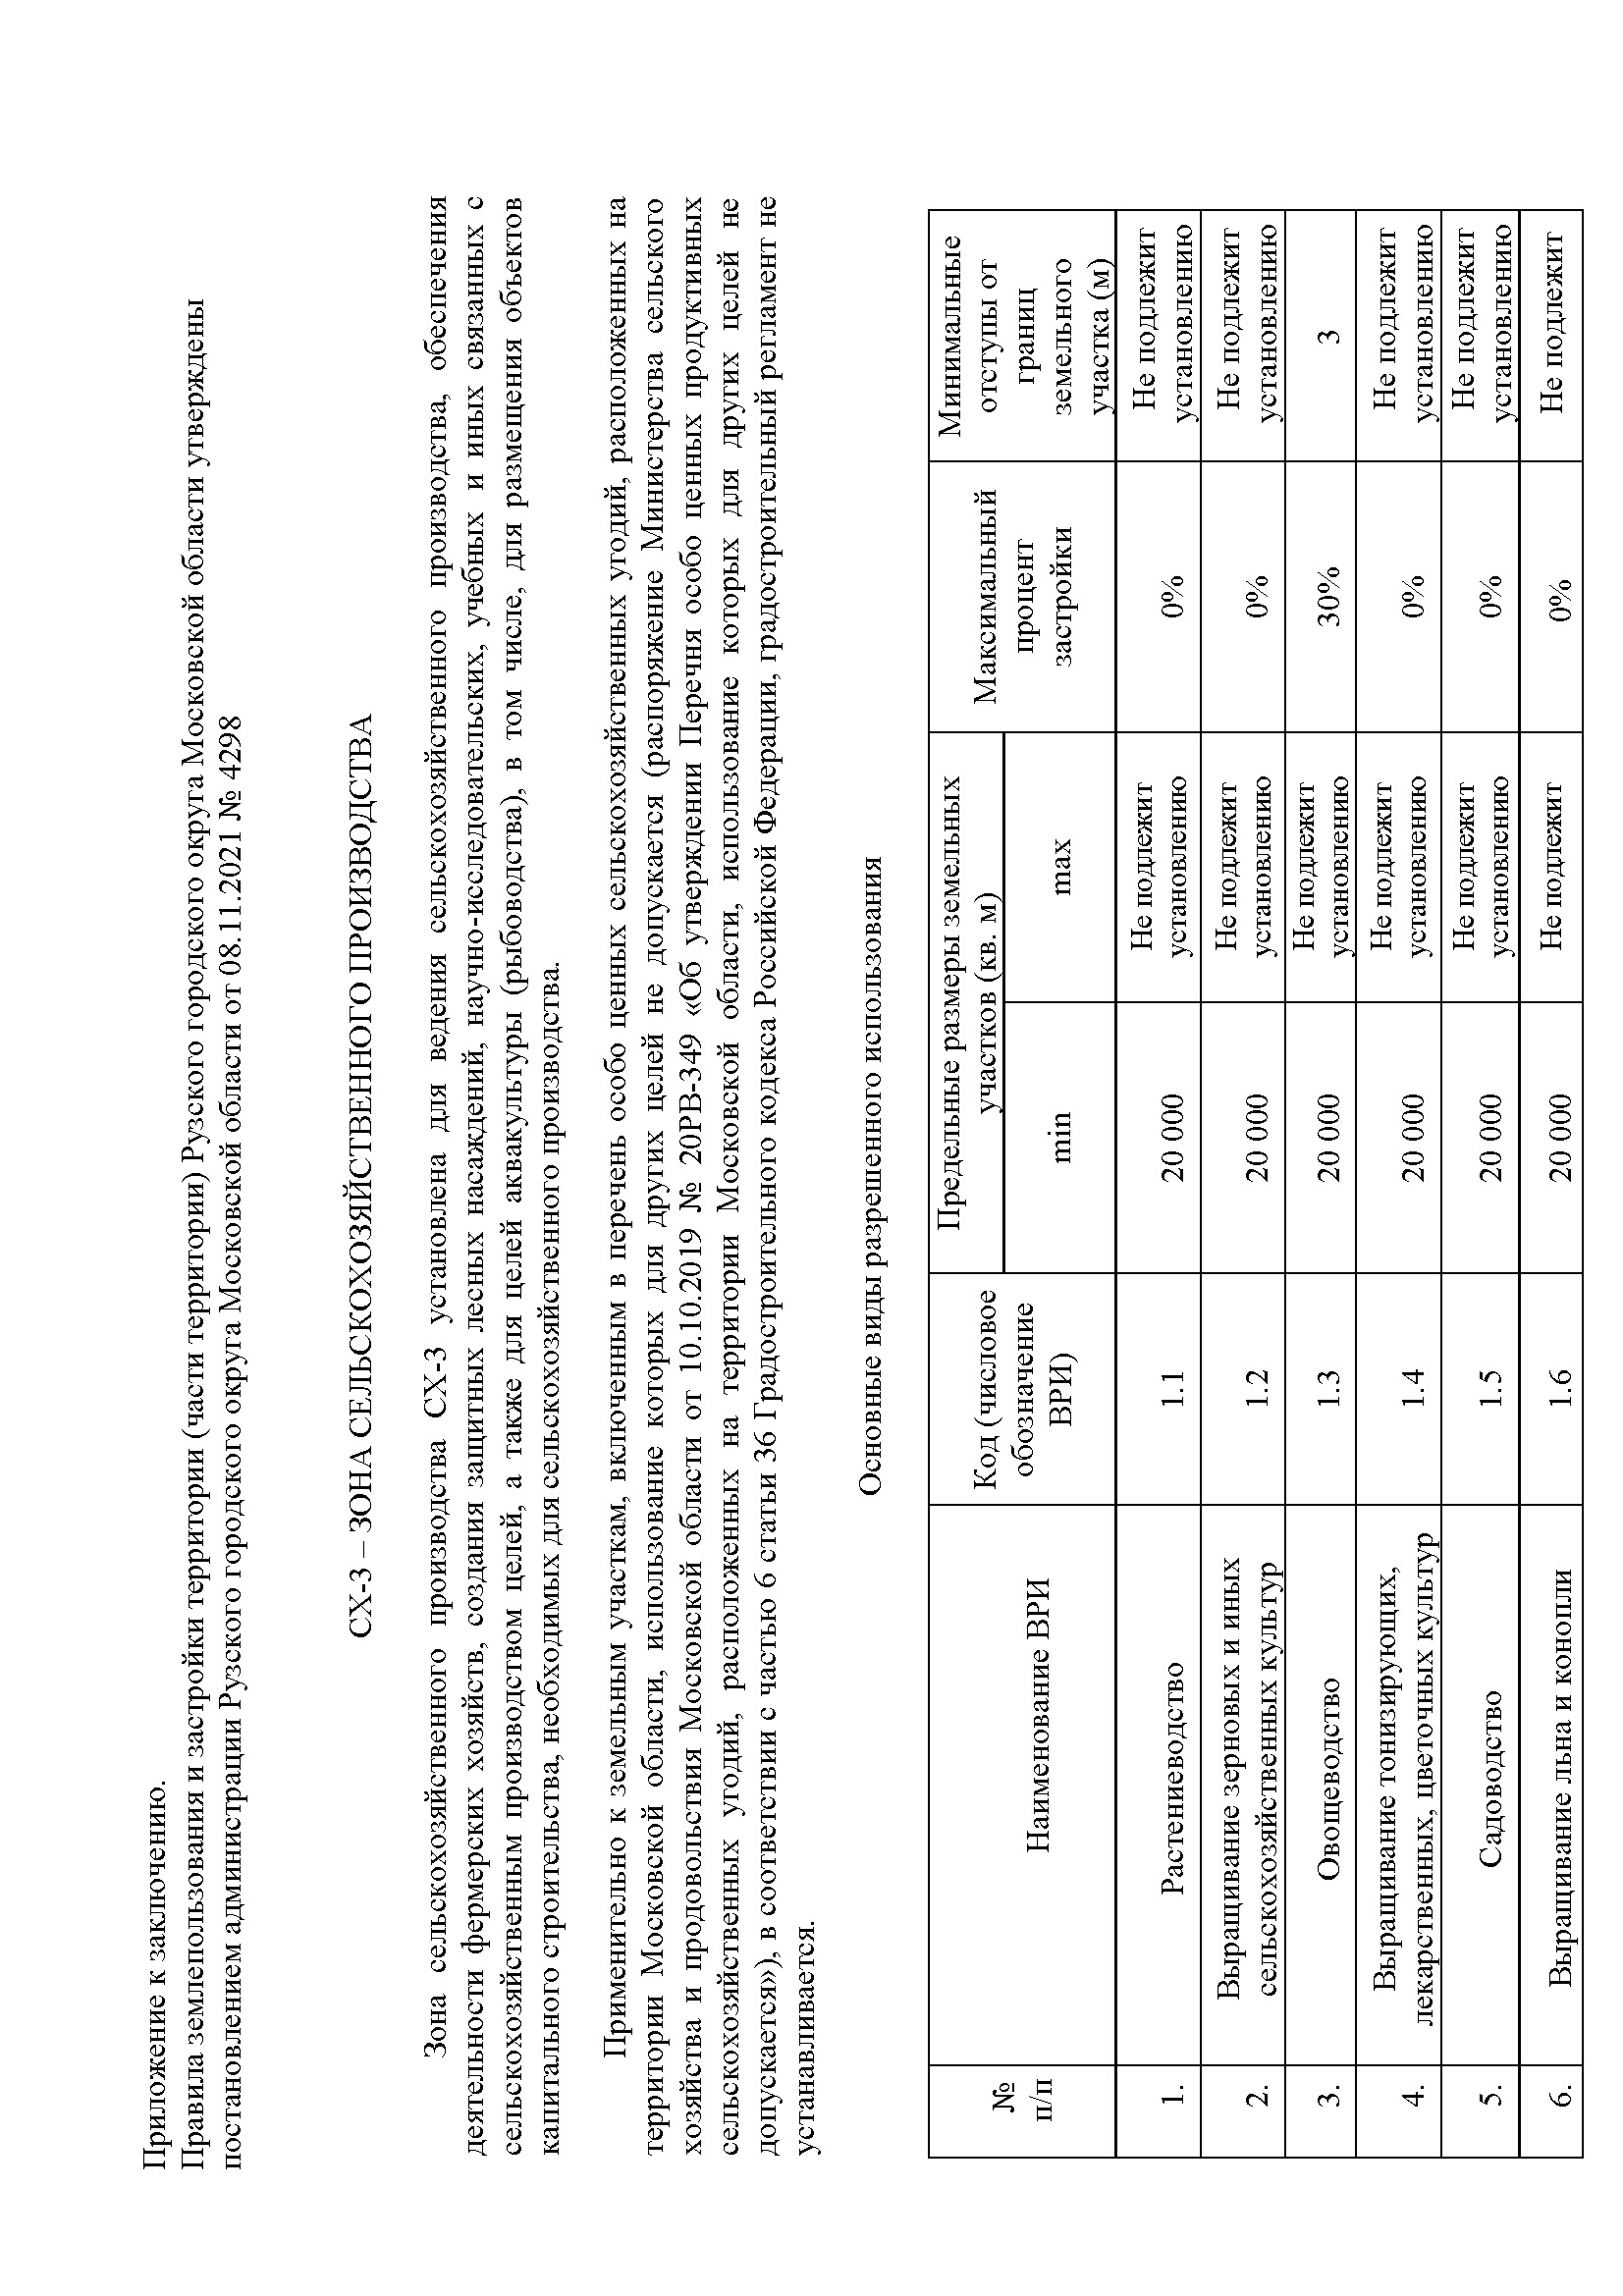 Приложение к заключению.
Правила землепользования и застройки территории (части территории) Рузского городского округа Московской области утверждены
постановлением администрации Рузского городского округа Московской области от 08.11.2021 № 4298
СХ-3 – ЗОНА СЕЛЬСКОХОЗЯЙСТВЕННОГО ПРОИЗВОДСТВА
Зона сельскохозяйственного производства СХ-3 установлена для ведения сельскохозяйственного производства, обеспечения
деятельности фермерских хозяйств, создания защитных лесных насаждений, научно-исследовательских, учебных и иных связанных с
сельскохозяйственным производством целей, а также для целей аквакультуры (рыбоводства), в том числе, для размещения объектов
капитального строительства, необходимых для сельскохозяйственного производства.
Применительно к земельным участкам, включенным в перечень особо ценных сельскохозяйственных угодий, расположенных на
территории Московской области, использование которых для других целей не допускается (распоряжение Министерства сельского
хозяйства и продовольствия Московской области от 10.10.2019 № 20РВ-349 «Об утверждении Перечня особо ценных продуктивных
сельскохозяйственных угодий, расположенных на территории Московской области, использование которых для других целей не
допускается»), в соответствии с частью 6 статьи 36 Градостроительного кодекса Российской Федерации, градостроительный регламент не
устанавливается.
Основные виды разрешенного использования
№ п/п Наименование ВРИ Код (числовое обозначение ВРИ) Предельные размеры земельных участков (кв. м) Максимальный процент застройки Минимальные отступы от границ земельного участка (м)
min max
1. Растениеводство 1.1 20 000 Не подлежит установлению 0% Не подлежит установлению
2. Выращивание зерновых и иных сельскохозяйственных культур 1.2 20 000 Не подлежит установлению 0% Не подлежит установлению
3. Овощеводство 1.3 20 000 Не подлежит установлению 30% 3
4. Выращивание тонизирующих, лекарственных, цветочных культур 1.4 20 000 Не подлежит установлению 0% Не подлежит установлению
5. Садоводство 1.5 20 000 Не подлежит установлению 0% Не подлежит установлению
6. Выращивание льна и конопли 1.6 20 000 Не подлежит 0% Не подлежит